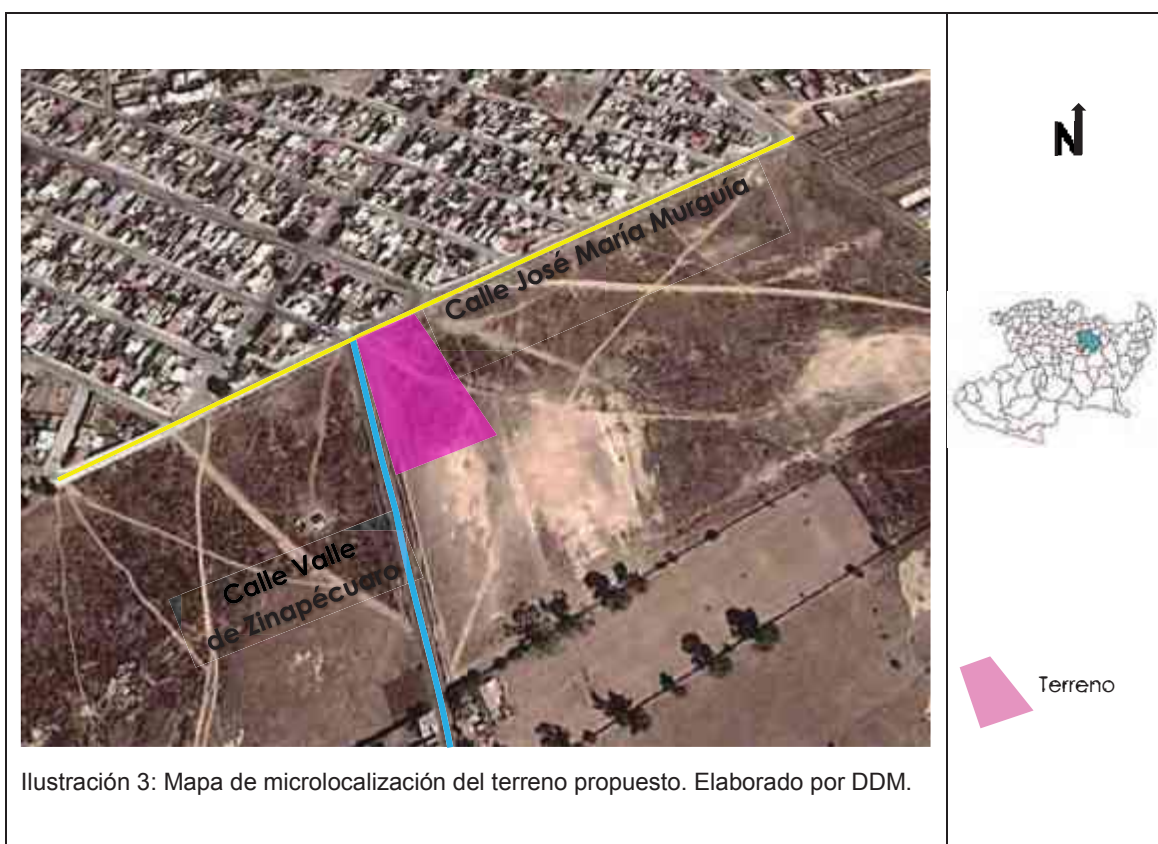 N
Calle José María Murguía
Calle Valle
de Zinapécuaro
Terreno
Ilustración 3: Mapa de microlocalización del terreno propuesto. Elaborado por DDM.